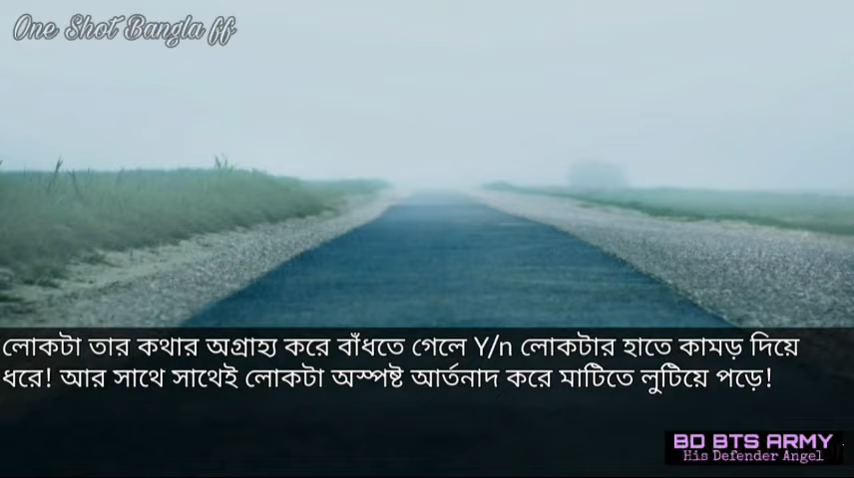 One Shot Bangla ff
লোকটা তার কথার অগ্রাহ্য করে বাঁধতে গেলে Y/n লোকটার হাতে কামড় দিয়ে
ধরে! আর সাথে সাথেই লোকটা অস্পষ্ট আর্তনাদ করে মাটিতে লুটিয়ে পড়ে!
BD BTS ARMY
His Defender Angel